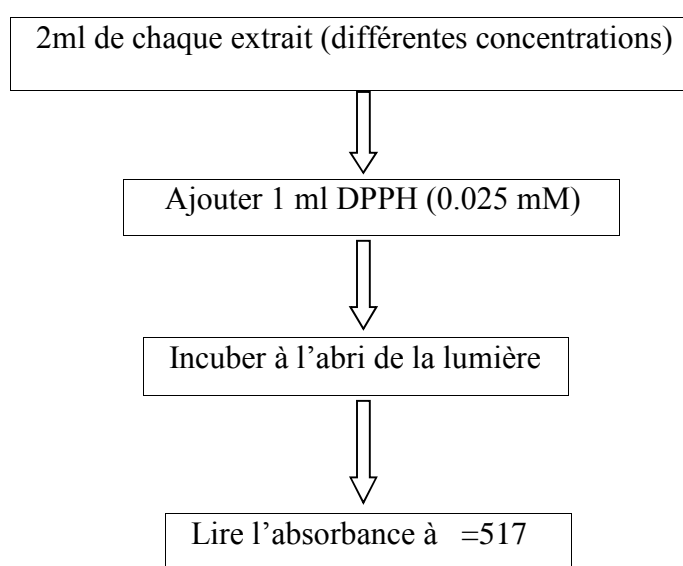 2ml de chaque extrait (différentes concentrations)
Ajouter 1 ml DPPH (0.025 mM)
Incuber à l’abri de la lumière
Lire l’absorbance à =517